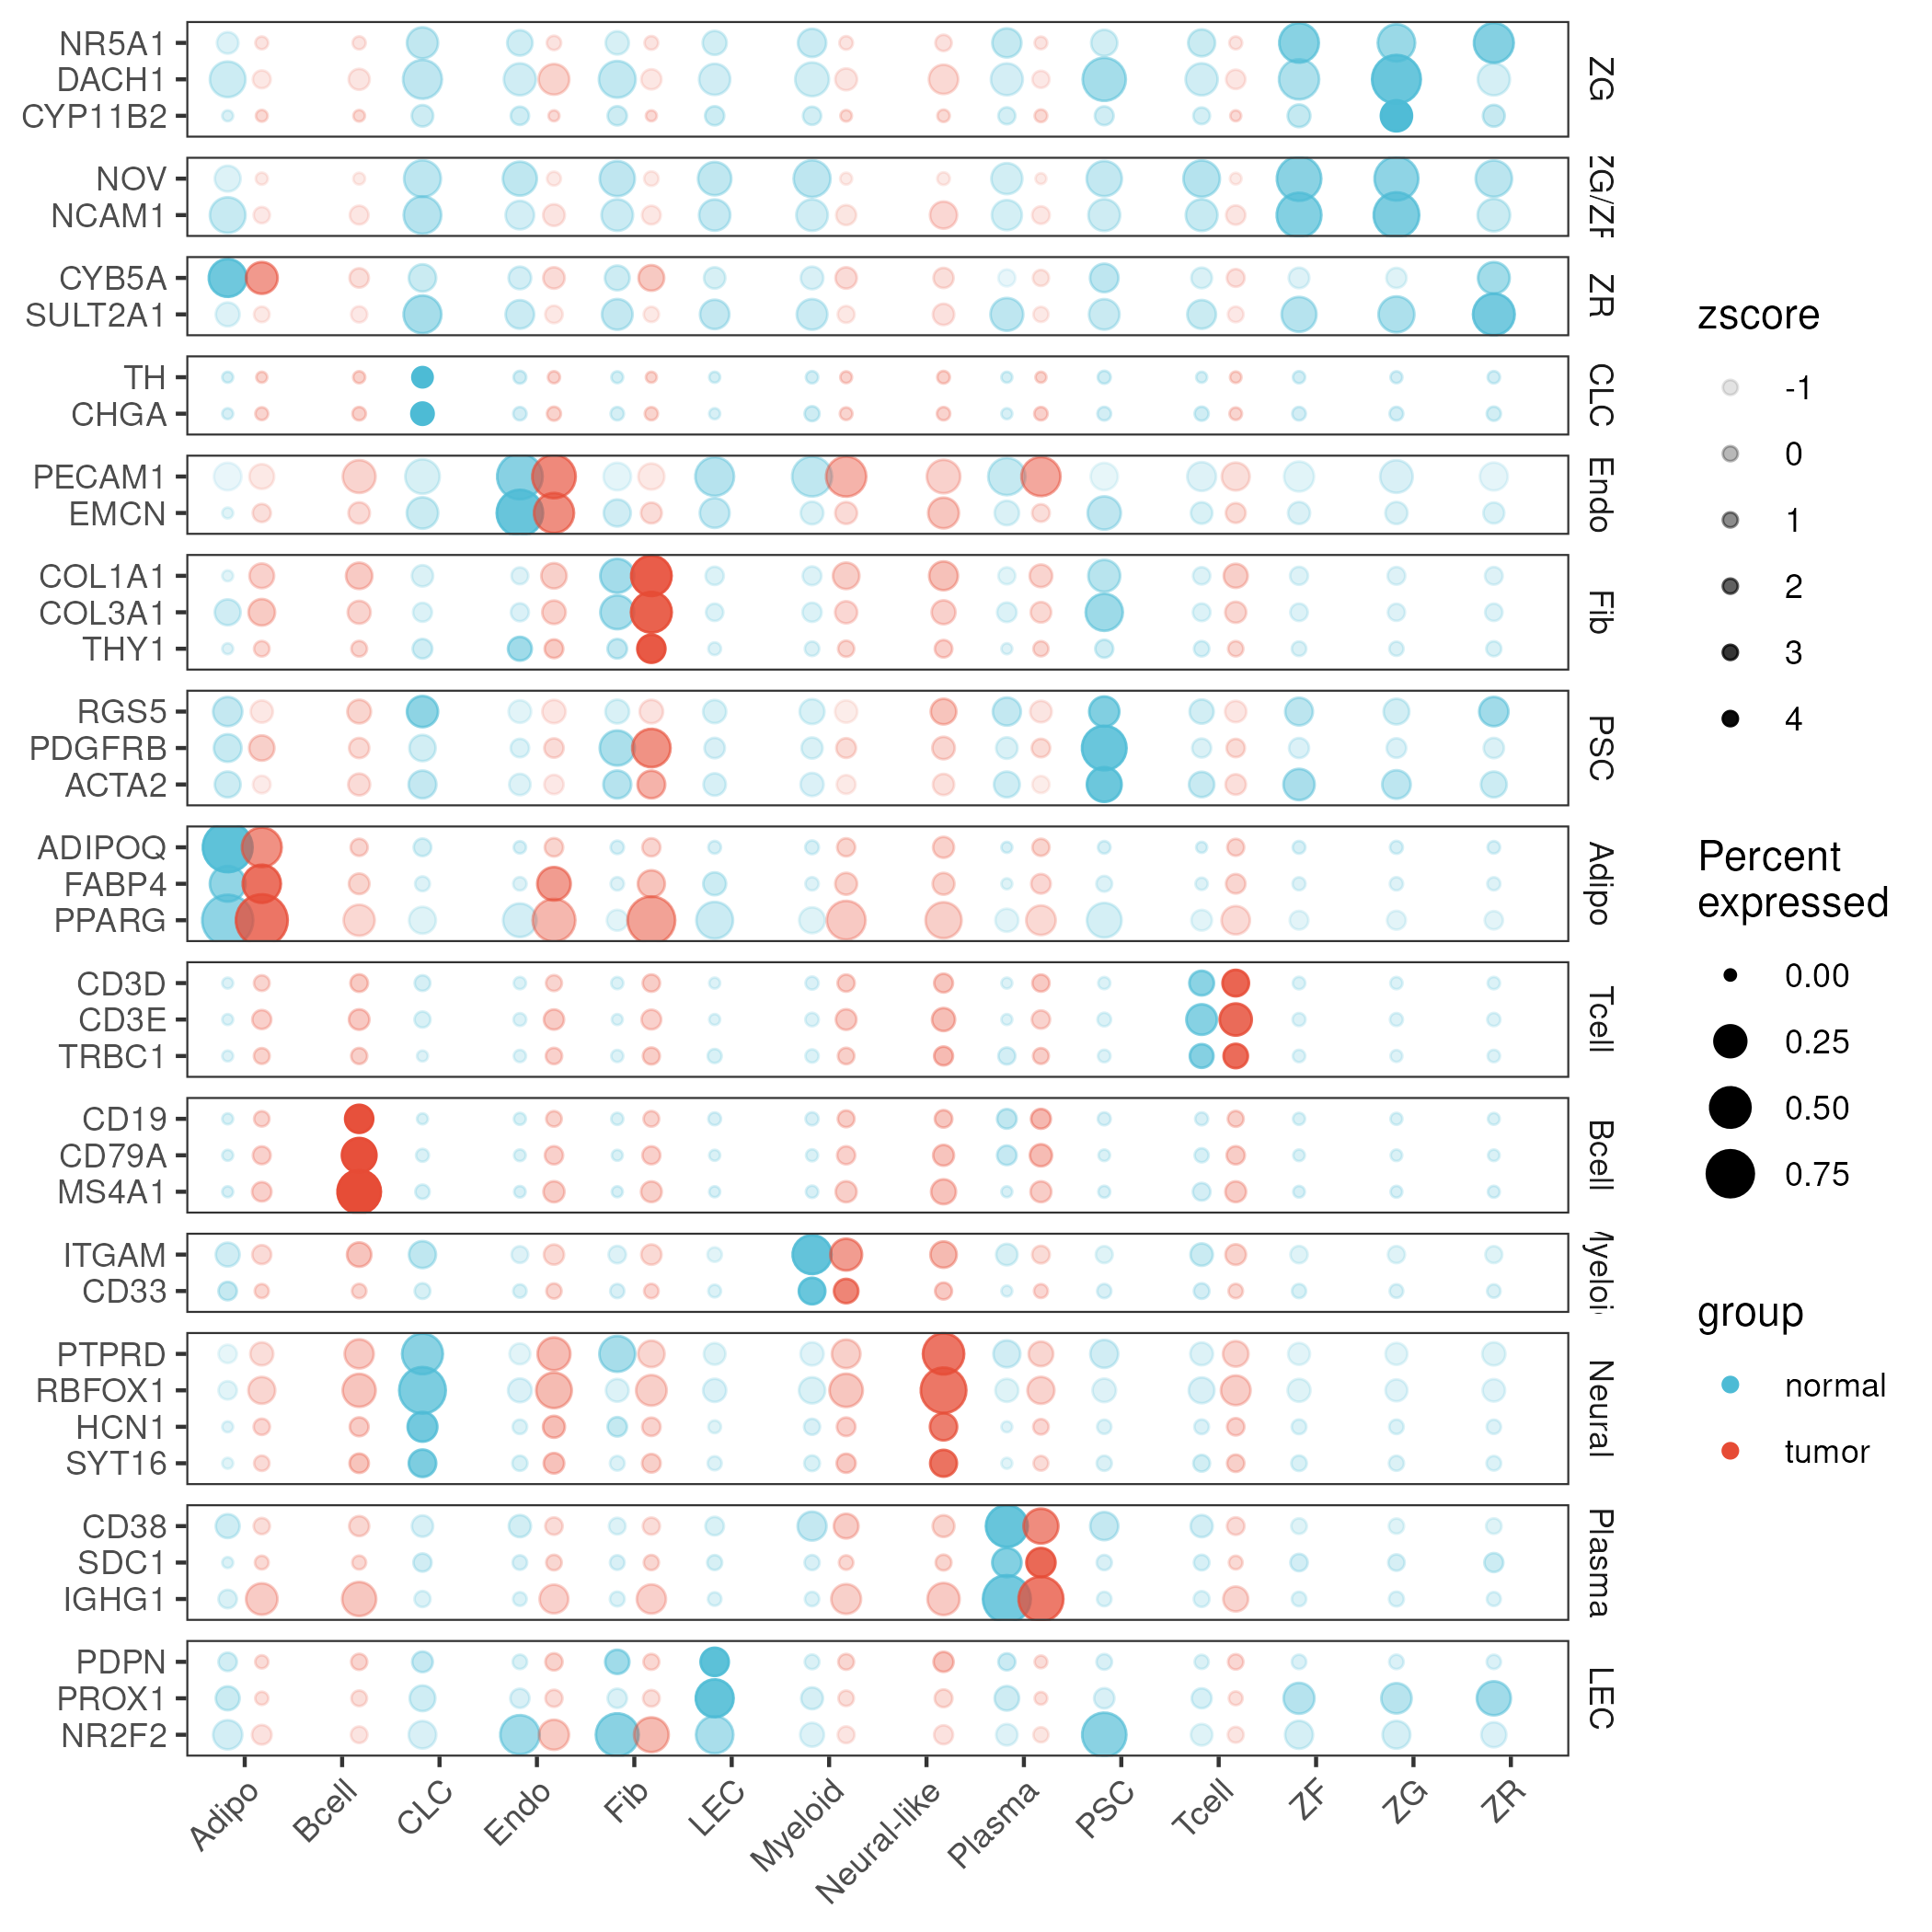 NR5A1
DACH1
CYP11B2
ZG
NOV
NCAM1
ZG/ZF
CYB5A
SULT2A1
ZR
TH
CHGA
CLC
PECAM1
EMCN
Endo
COL1A1
COL3A1
THY1
Fib
RGS5
PDGFRB
ACTA2
PSC
ADIPOQ
FABP4
PPARG
Adipo
CD3D
CD3E
TRBC1
Tcell
CD19
CD79A
MS4A1
Bcell
ITGAM
CD33
PTPRD
RBFOX1
HCN1
SYT16
Neural
CD38
SDC1
IGHG1
Plasma
PDPN
PROX1
NR2F2
LEC
Adipo
Bcell
CLC
Endo
Fib
LEC
Myeloid
Neural-like
Plasma
PSC
Tcell
ZF
ZG
ZR
zscore
-1
0
1
2
3
4
Percent
expressed
0.00
0.25
0.50
0.75
group
normal
tumor